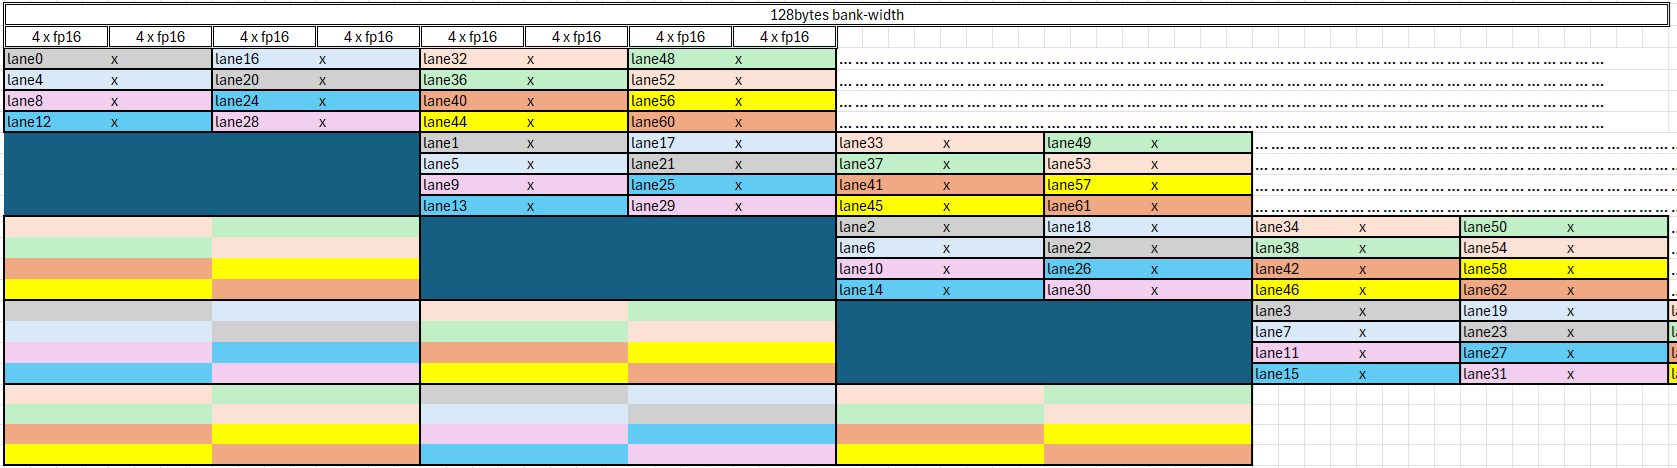 128bytes bank-width
4 x fp16 4 x fp16 4 x fp16 4 x fp16 4 x fp16 4 x fp16 4 x fp16 4 x fp16
lane0 x lane16 x lane32 x lane48 x ... ... ... ... ... ... ... ... ... ... ... ... ... ... ... ... ... ... ... ... ... ... ... ... ... ... ... ... ... ... ... ... ... ... ... ... ... ... ... ... ... ... ... ...
lane4 x lane20 x lane36 x lane52 x ... ... ... ... ... ... ... ... ... ... ... ... ... ... ... ... ... ... ... ... ... ... ... ... ... ... ... ... ... ... ... ... ... ... ... ... ... ... ... ... ... ... ... ...
lane8 x lane24 x lane40 x lane56 x ... ... ... ... ... ... ... ... ... ... ... ... ... ... ... ... ... ... ... ... ... ... ... ... ... ... ... ... ... ... ... ... ... ... ... ... ... ... ... ... ... ... ... ...
lane12 x lane28 x lane44 x lane60 x ... ... ... ... ... ... ... ... ... ... ... ... ... ... ... ... ... ... ... ... ... ... ... ... ... ... ... ... ... ... ... ... ... ... ... ... ... ... ... ... ... ... ... ...
lane1 x lane17 x lane33 x lane49 x ... ... ... ... ... ... ... ... ... ... ... ... ... ... ... ... ... ... ... ... ... ...
lane5 x lane21 x lane37 x lane53 x ... ... ... ... ... ... ... ... ... ... ... ... ... ... ... ... ... ... ... ... ... ...
lane9 x lane25 x lane41 x lane57 x ... ... ... ... ... ... ... ... ... ... ... ... ... ... ... ... ... ... ... ... ... ...
lane13 x lane29 x lane45 x lane61 x ... ... ... ... ... ... ... ... ... ... ... ... ... ... ... ... ... ... ... ... ... ...
lane2 x lane18 x lane34 x lane50 x
lane6 x lane22 x lane38 x lane54 x
lane10 x lane26 x lane42 x lane58 x
lane14 x lane30 x lane46 x lane62 x
lane3 x lane19 x
lane7 x lane23 x
lane11 x lane27 x
lane15 x lane31 x